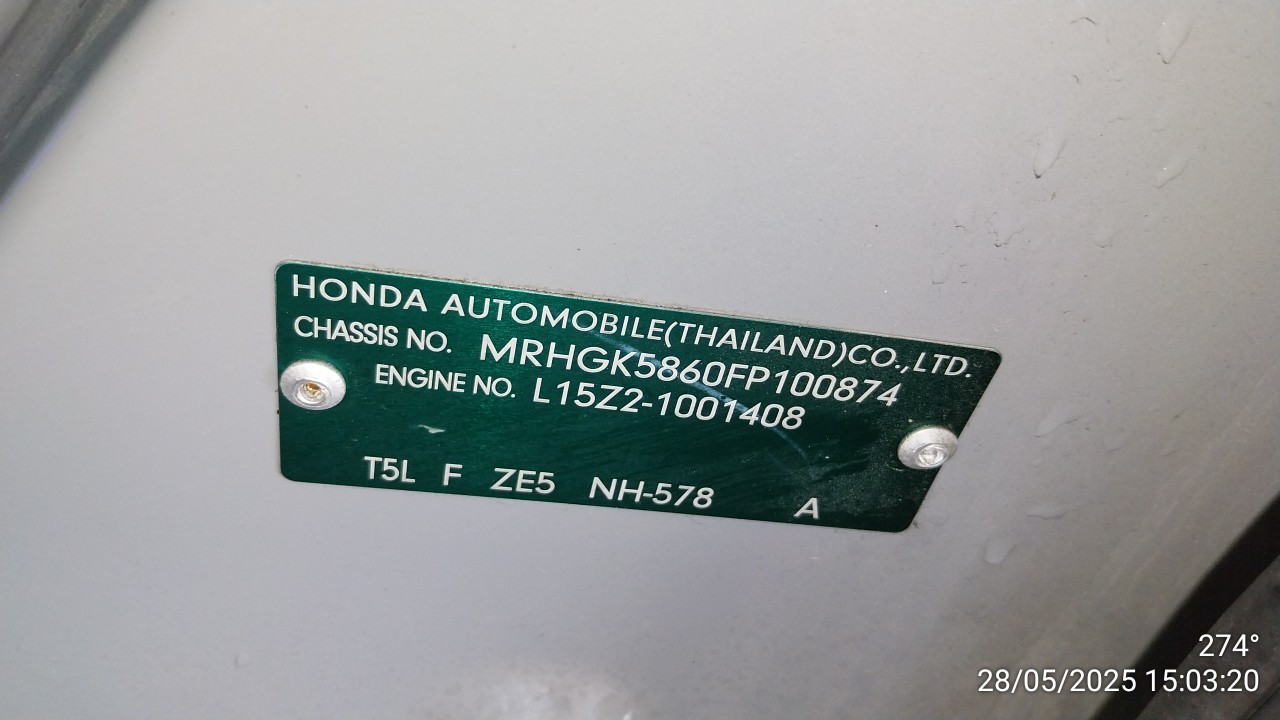 HONDA AUTOMOBILE(THAILAND)CO.,LTD.
CHASSIS NO. MRHGK5860FP100874
ENGINE NO. L15Z2-1001408
T5L F ZE5 NH-578 A
274°
28/05/2025 15:03:20